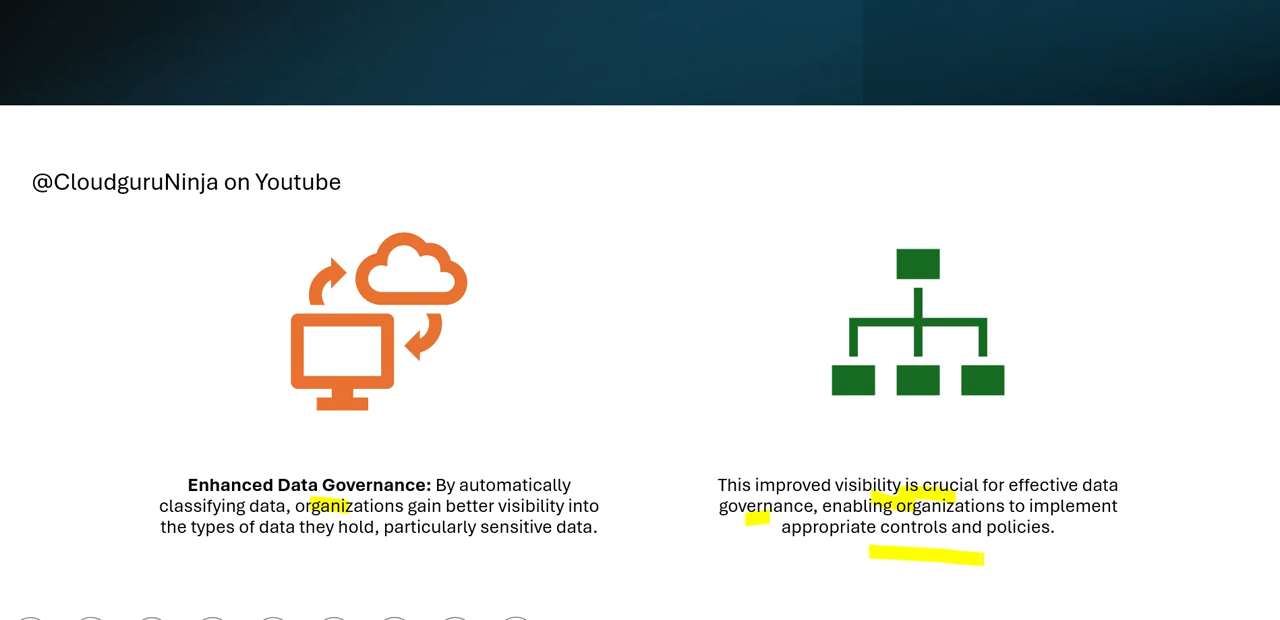 @CloudguruNinja on Youtube
Enhanced Data Governance: By automatically
classifying data, organizations gain better visibility into
the types of data they hold, particularly sensitive data.
This improved visibility is crucial for effective data
governance, enabling organizations to implement
appropriate controls and policies.